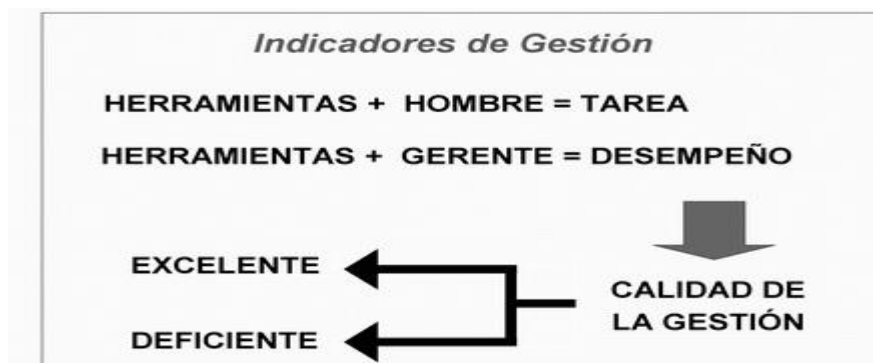 Indicadores de Gestión
HERRAMIENTAS + HOMBRE = TAREA
HERRAMIENTAS + GERENTE = DESEMPEÑO
EXCELENTE
DEFICIENTE
CALIDAD DE
LA GESTIÓN